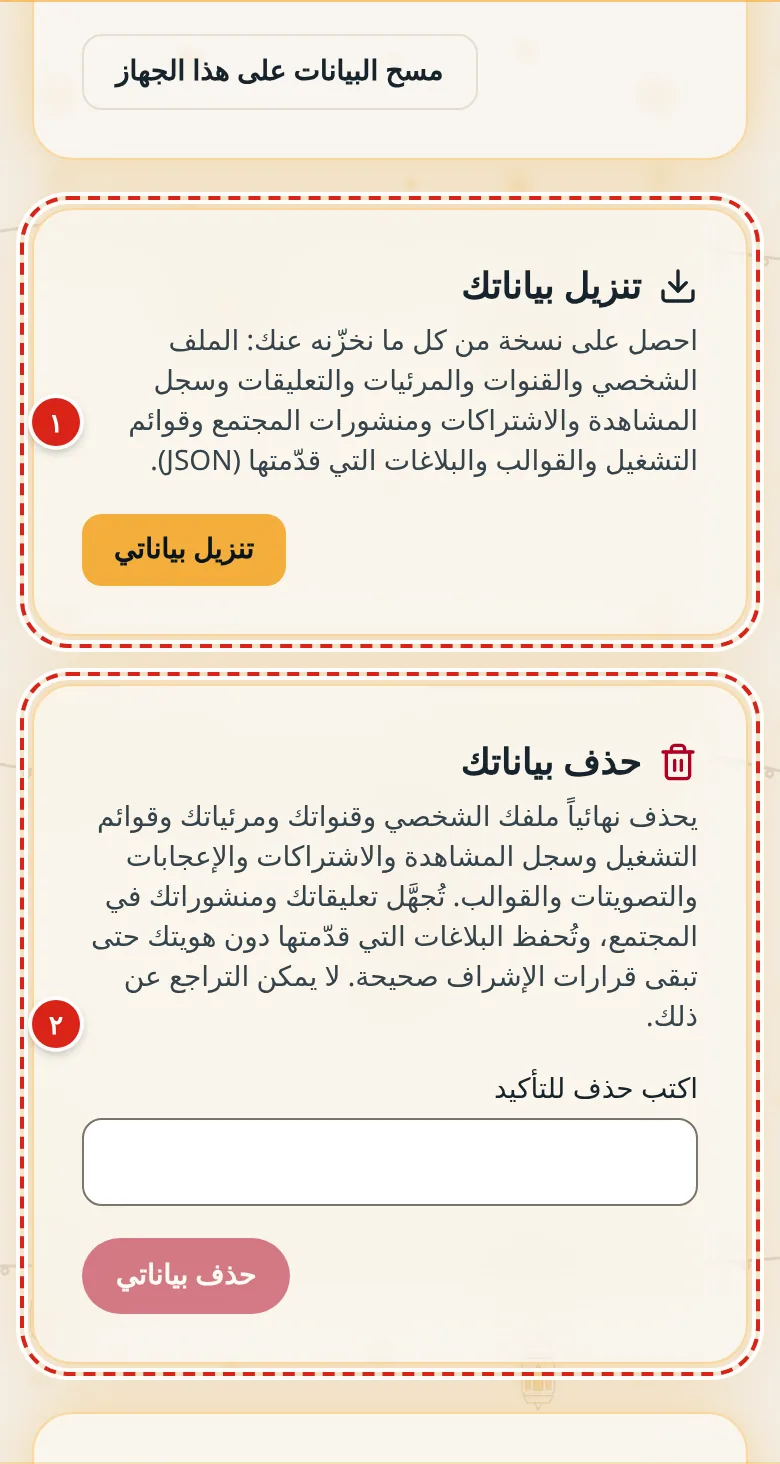 مسح البيانات على هذا الجهاز
تنزيل بياناتك
احصل على نسخة من كل ما نخزّنه عنك: الملف
الشخصي والقنوات والمرئيات والتعليقات وسجل
المشاهدة والاشتراكات ومنشورات المجتمع وقوائم
التشغيل والقوالب والبلاغات التي قدّمتها (JSON).
١
تنزيل بياناتي
حذف بياناتك
يحذف نهائياً ملفك الشخصي وقنواتك ومرئياتك وقوائم
التشغيل وسجل المشاهدة والاشتراكات والإعجابات
والتصويتات والقوالب. تُجهَّل تعليقاتك ومنشوراتك في
المجتمع، وتُحفظ البلاغات التي قدّمتها دون هويتك حتى
تبقى قرارات الإشراف صحيحة. لا يمكن التراجع عن
ذلك.
٢
اكتب حذف للتأكيد
حذف بياناتي